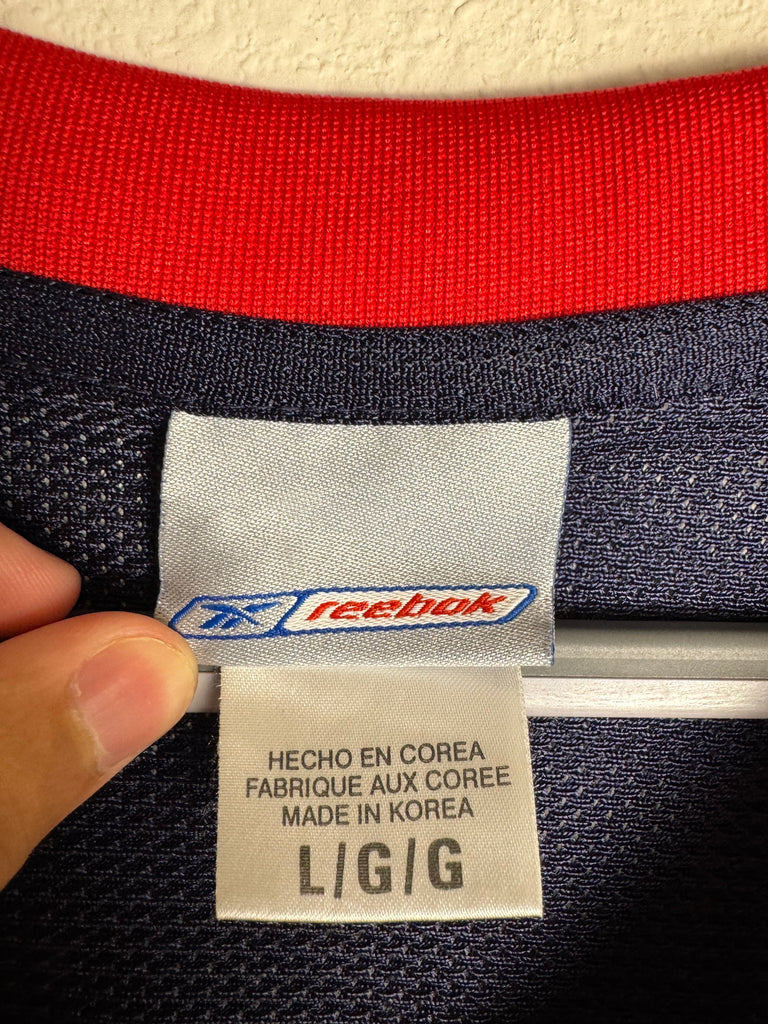 reebok
HECHO EN COREA
FABRIQUE AUX COREE
MADE IN KOREA
L/G/G